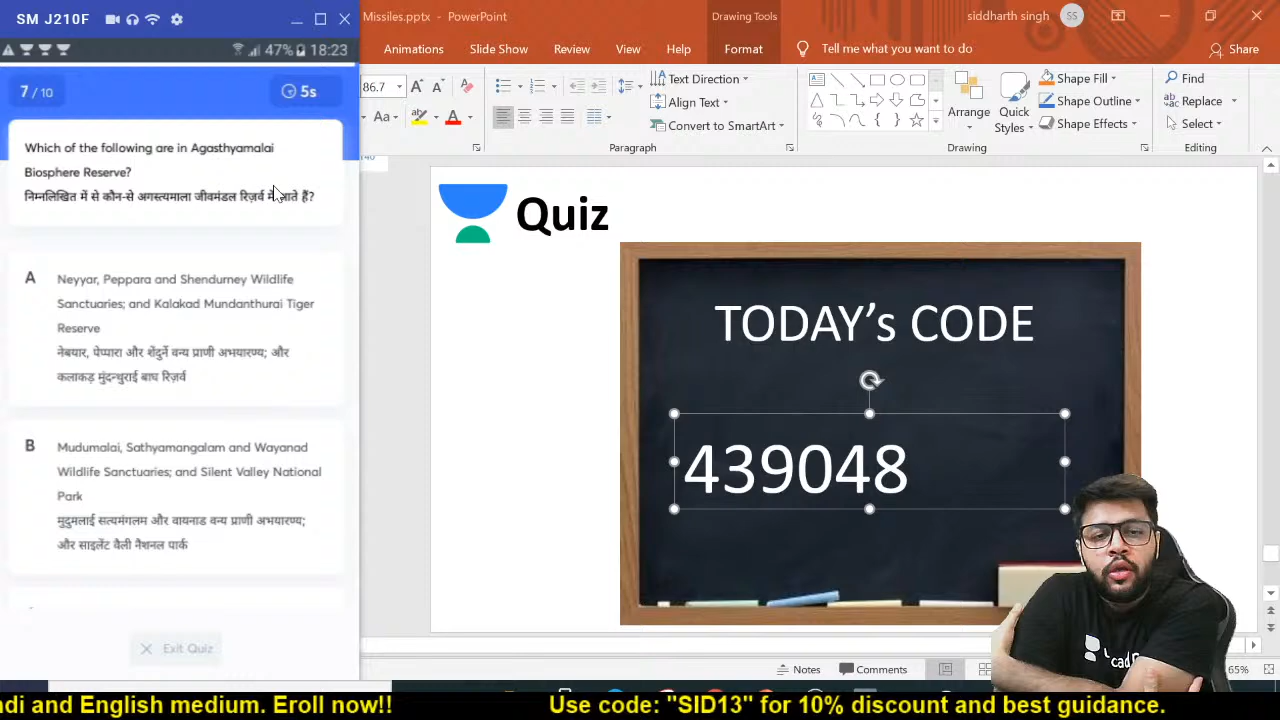 SM J210F
Missiles.pptx - PowerPoint
Drawing Tools
siddharth singh
SS
Animations
Slide Show
Review
View
Help
Format
Tell me what you want to do
Share
47% 18:23
7 / 10
5s
Which of the following are in Agasthyamalai
Biosphere Reserve?
निम्नलिखित में से कौन-से अगस्त्यमाला जीवमंडल रिज़र्व में आते हैं?
A
Neyyar, Peppara and Shendurney Wildlife
Sanctuaries; and Kalakad Mundanthurai Tiger
Reserve
नेबयार, पेप्पारा और शेंदुर्ने वन्य प्राणी अभयारण्य; और
कलाकड़ मुंदन्थुराई बाघ रिज़र्व
B
Mudumalai, Sathyamangalam and Wayanad
Wildlife Sanctuaries; and Silent Valley National
Park
मुदुमलाई सत्यमंगलम और वायनाड वन्य प्राणी अभयारण्य;
और साइलेंट वैली नैशनल पार्क
Exit Quiz
86.7
Aa
A
Text Direction
Align Text
Convert to SmartArt
Paragraph
Arrange
Quick
Styles
Shape Fill
Shape Outline
Shape Effects
Drawing
Find
Replace
Select
Editing
Quiz
TODAY's CODE
439048
Notes
Comments
65%
ndi and English medium. Eroll now!!
Use code: "SID13" for 10% discount and best guidance.